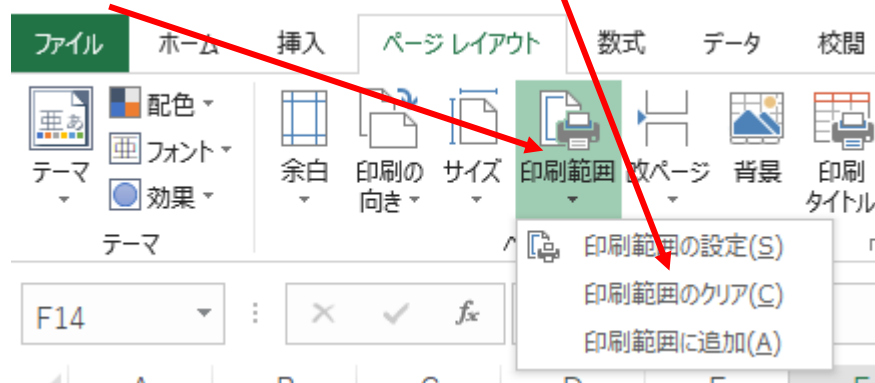 ファイル ホーム 挿入 ページ レイアウト 数式 データ 校閲
亜あ 配色
亜 フォント
効果
テーマ 余白 印刷の向き サイズ 印刷範囲 改ページ 背景 印刷タイトル
テーマ
印刷範囲の設定(S)
印刷範囲のクリア(C)
印刷範囲に追加(A)
F14 fx